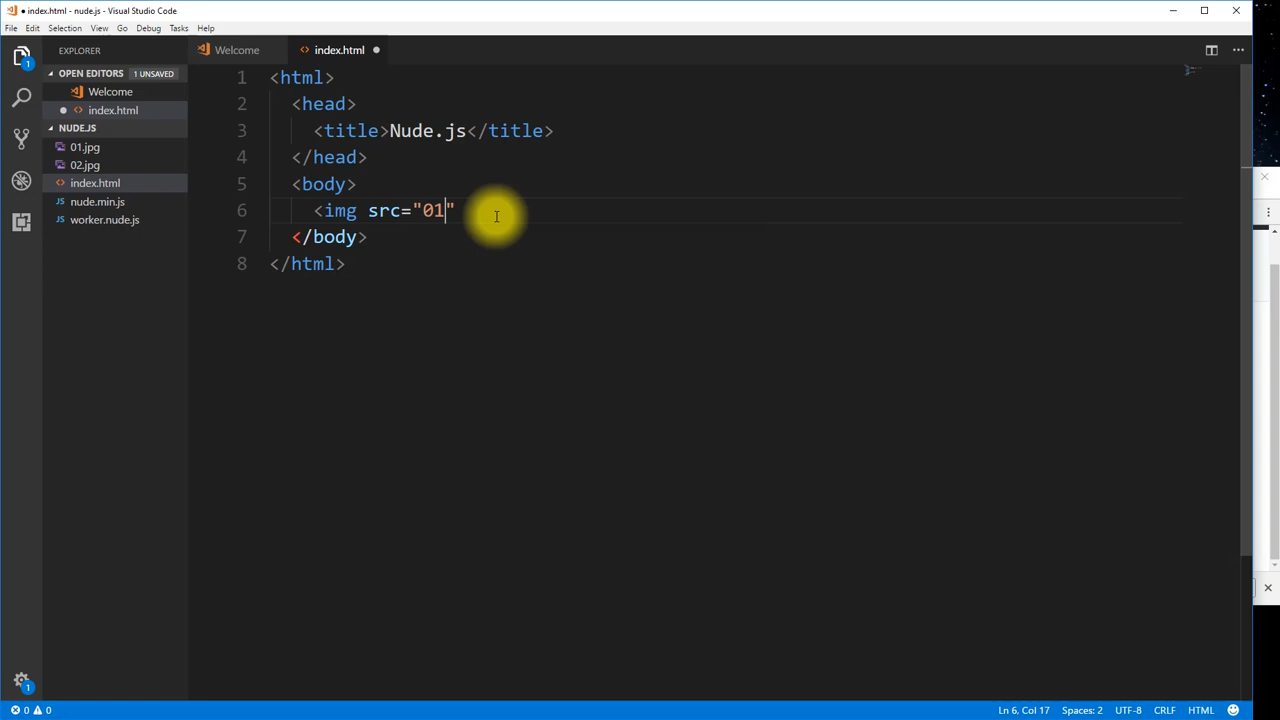 index.html - nude.js - Visual Studio Code
File Edit Selection View Go Debug Tasks Help
EXPLORER
Welcome
index.html
OPEN EDITORS 1 UNSAVED
Welcome
index.html
NUDE.JS
01.jpg
02.jpg
index.html
nude.min.js
worker.nude.js
1
1
1 <html>
2 <head>
3 <title>Nude.js</title>
4 </head>
5 <body>
6 <img src="01"
7 </body>
8 </html>
0 0
Ln 6, Col 17 Spaces: 2 UTF-8 CRLF HTML